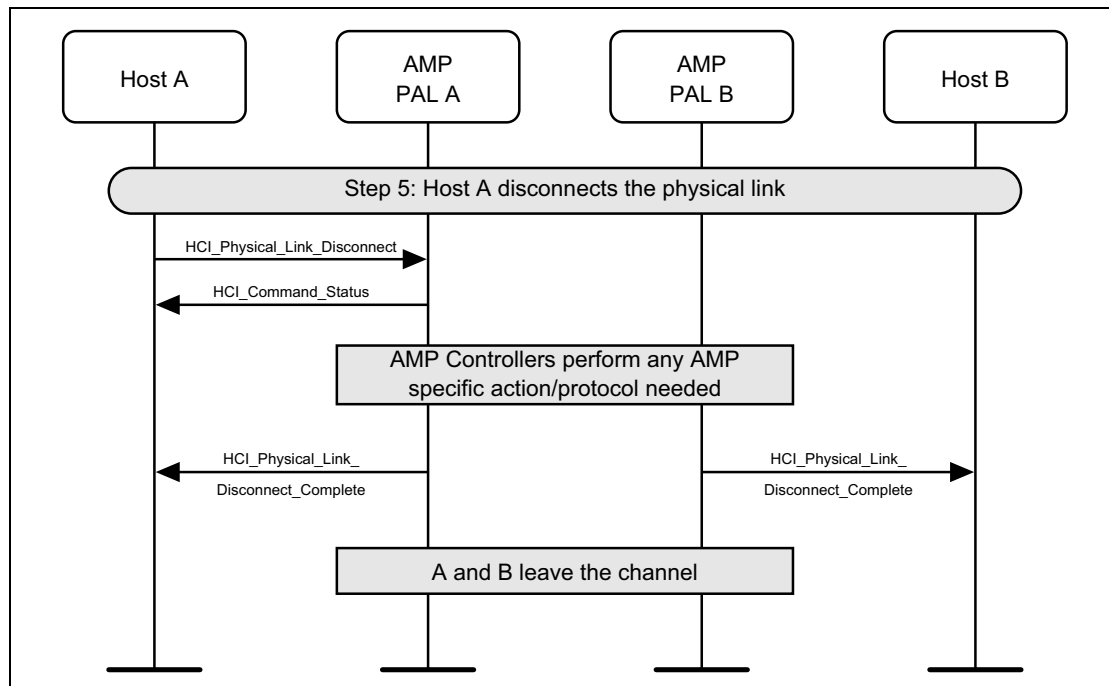 Host A
AMP
PAL A
AMP
PAL B
Host B
Step 5: Host A disconnects the physical link
HCI_Physical_Link_Disconnect
HCI_Command_Status
AMP Controllers perform any AMP
specific action/protocol needed
HCI_Physical_Link_
Disconnect_Complete
HCI_Physical_Link_
Disconnect_Complete
A and B leave the channel